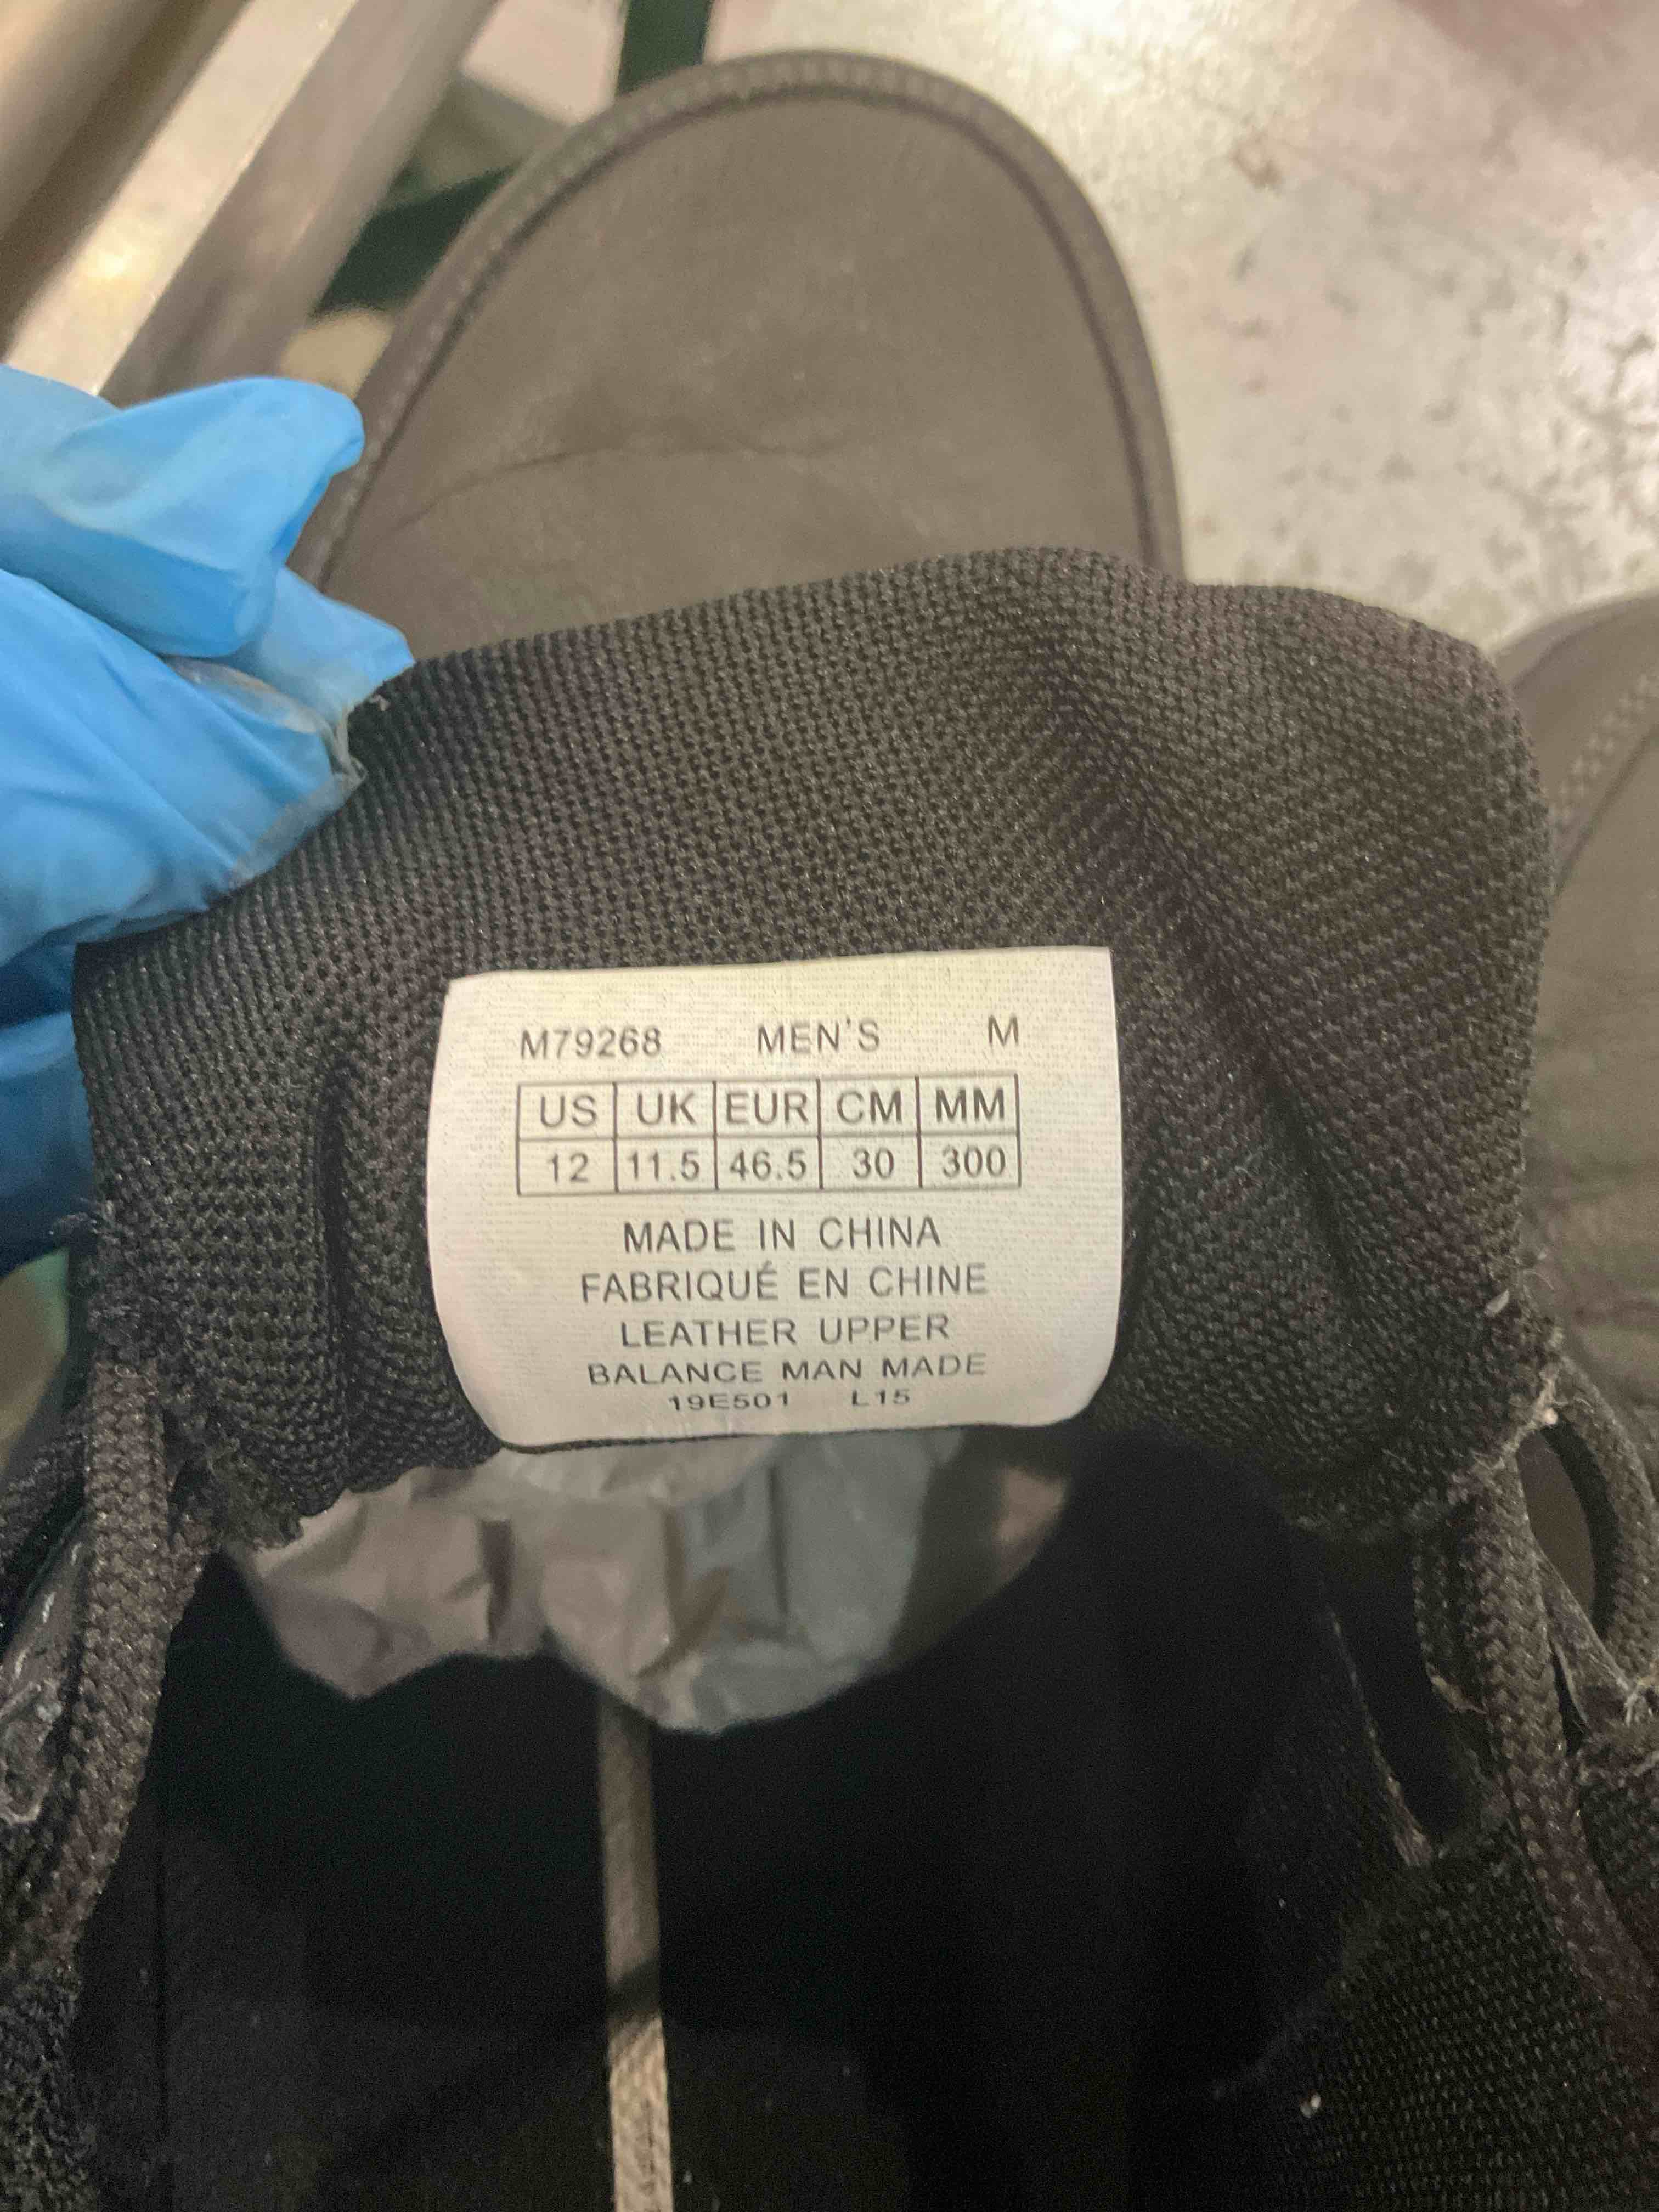 M79268 MEN'S M
US UK EUR CM MM
12 11.5 46.5 30 300
MADE IN CHINA
FABRIQUÉ EN CHINE
LEATHER UPPER
BALANCE MAN MADE
19E501 L15